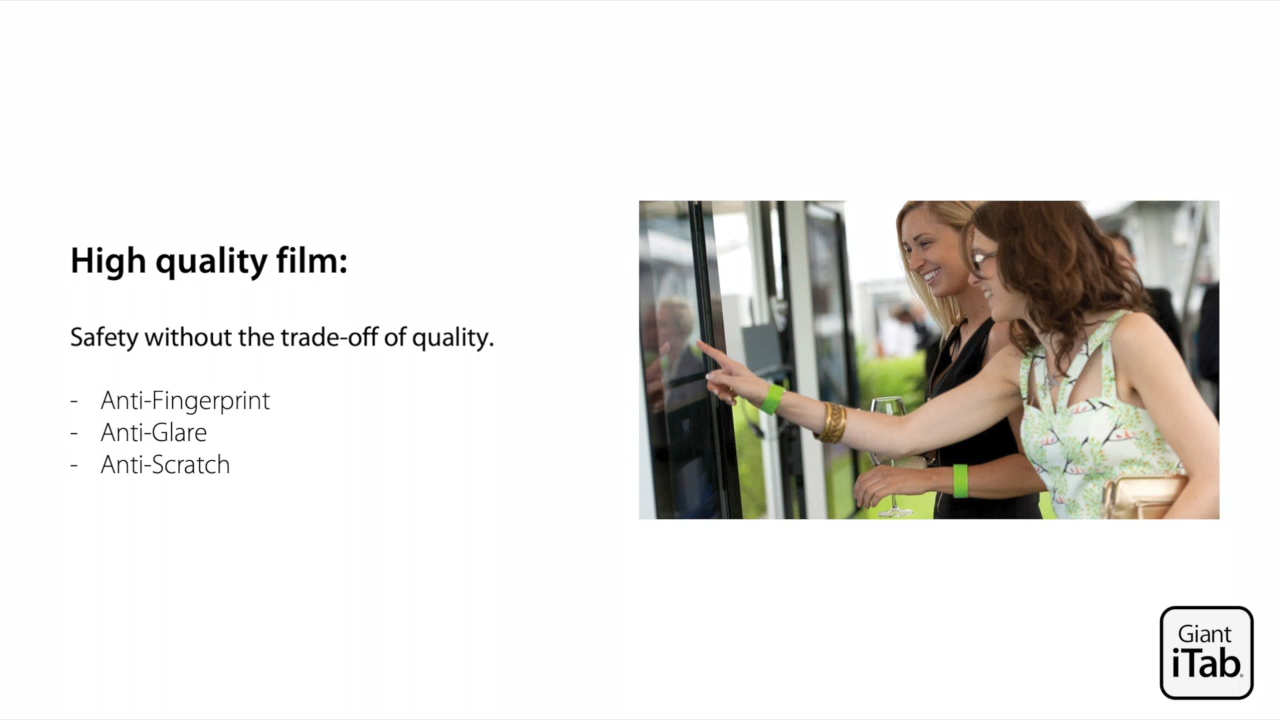 High quality film:
Safety without the trade-off of quality.
- Anti-Fingerprint
- Anti-Glare
- Anti-Scratch
Giant
iTab